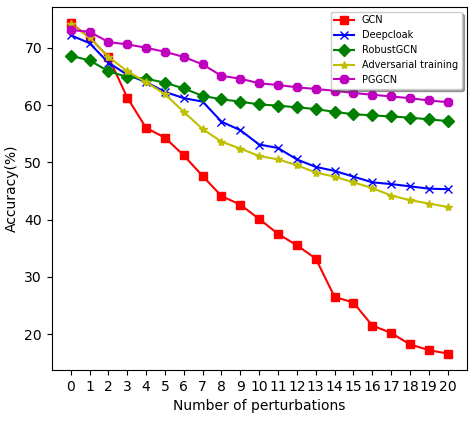 GCN
Deepcloak
RobustGCN
Adversarial training
PGGCN
70
60
50
40
30
20
Accuracy(%)
0 1 2 3 4 5 6 7 8 9 10 11 12 13 14 15 16 17 18 19 20
Number of perturbations